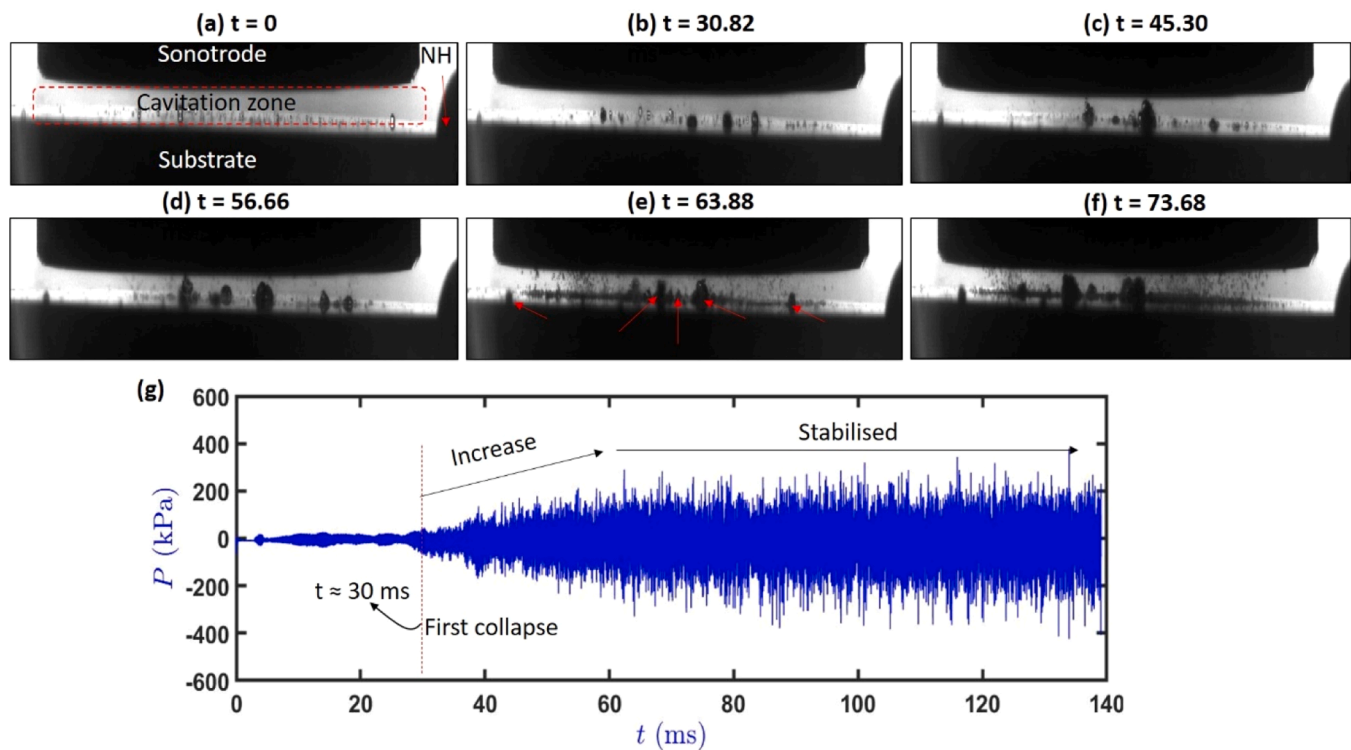 (a) t = 0
(b) t = 30.82
(c) t = 45.30
Sonotrode
NH
Cavitation zone
Substrate
ms
(d) t = 56.66
(e) t = 63.88
(f) t = 73.68
(g)
600
400
200
0
-200
-400
-600
P (kPa)
Increase
Stabilised
t ≈ 30 ms
First collapse
0
20
40
60
80
100
120
140
t (ms)